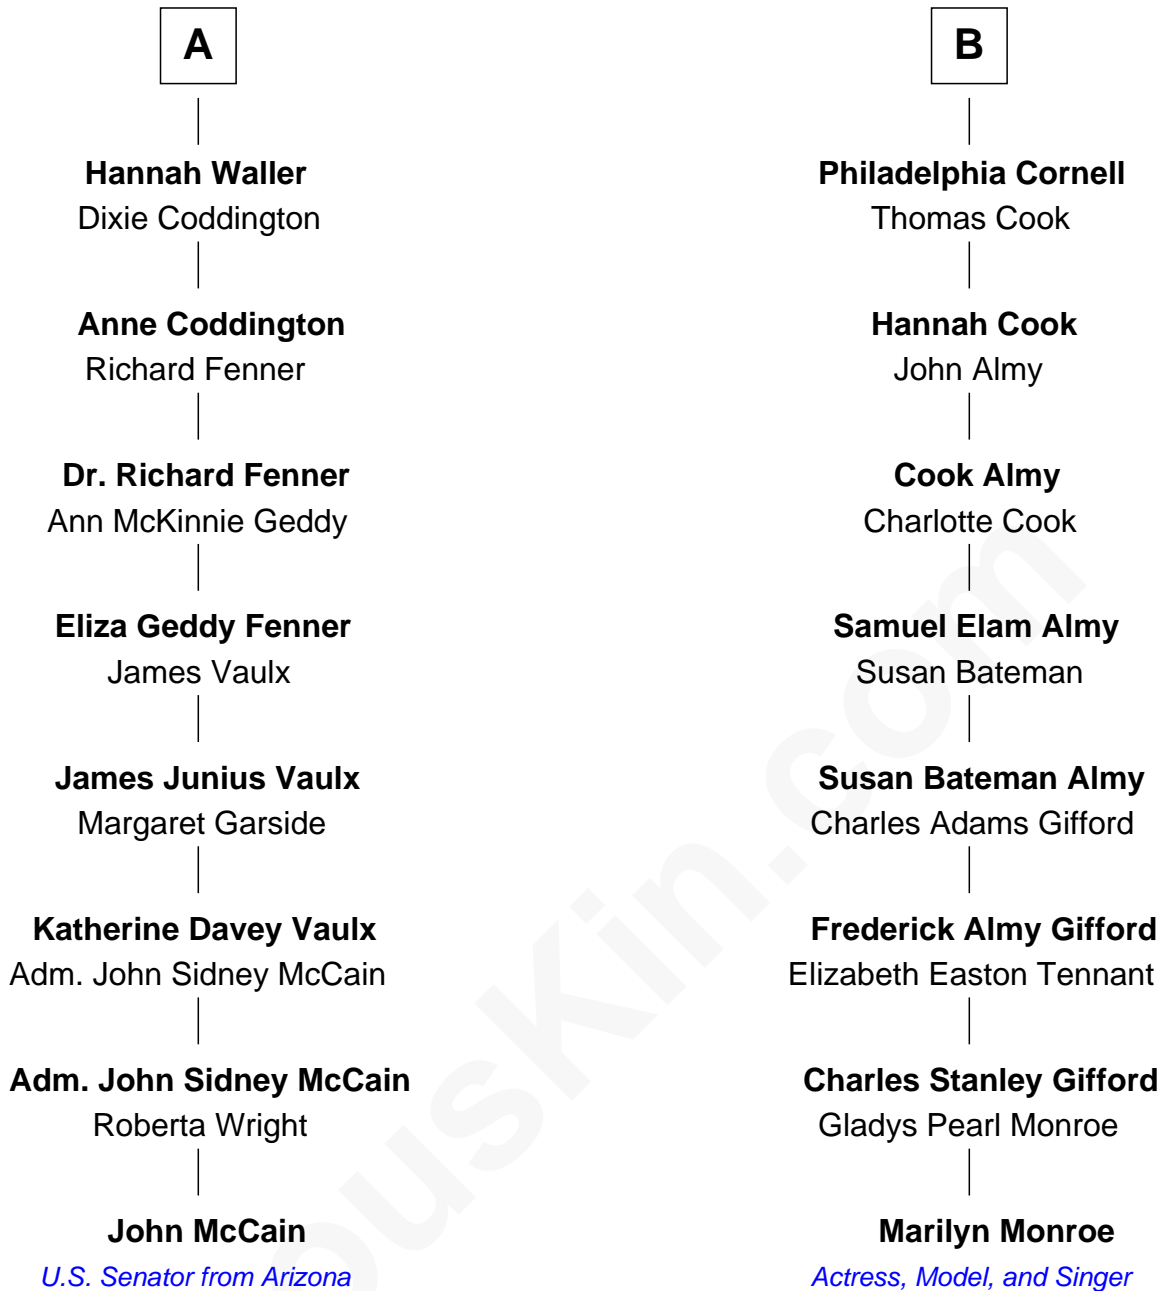 A
Hannah Waller
Dixie Coddington
Anne Coddington
Richard Fenner
Dr. Richard Fenner
Ann McKinnie Geddy
Eliza Geddy Fenner
James Vaulx
James Junius Vaulx
Margaret Garside
Katherine Davey Vaulx
Adm. John Sidney McCain
Adm. John Sidney McCain
Roberta Wright
John McCain
U.S. Senator from Arizona
B
Philadelphia Cornell
Thomas Cook
Hannah Cook
John Almy
Cook Almy
Charlotte Cook
Samuel Elam Almy
Susan Bateman
Susan Bateman Almy
Charles Adams Gifford
Frederick Almy Gifford
Elizabeth Easton Tennant
Charles Stanley Gifford
Gladys Pearl Monroe
Marilyn Monroe
Actress, Model, and Singer
ousKin.com